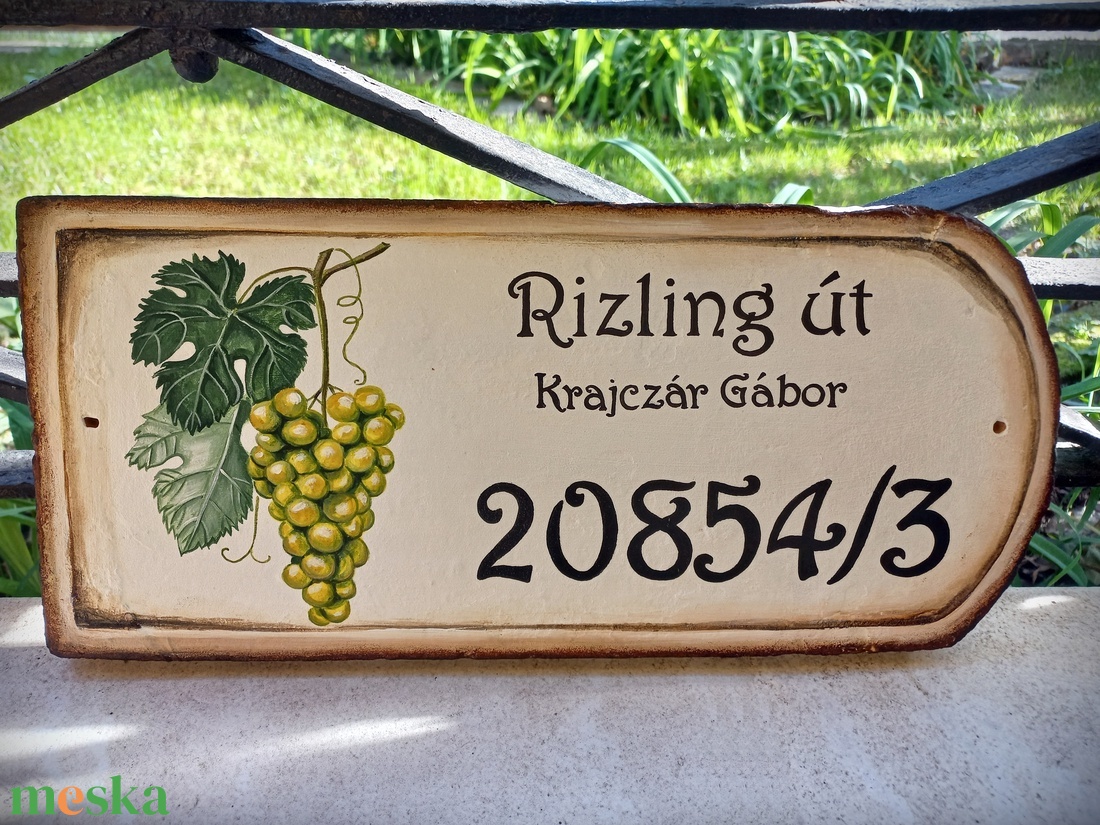 Rizling út
Krajczár Gábor
20854/3
meska